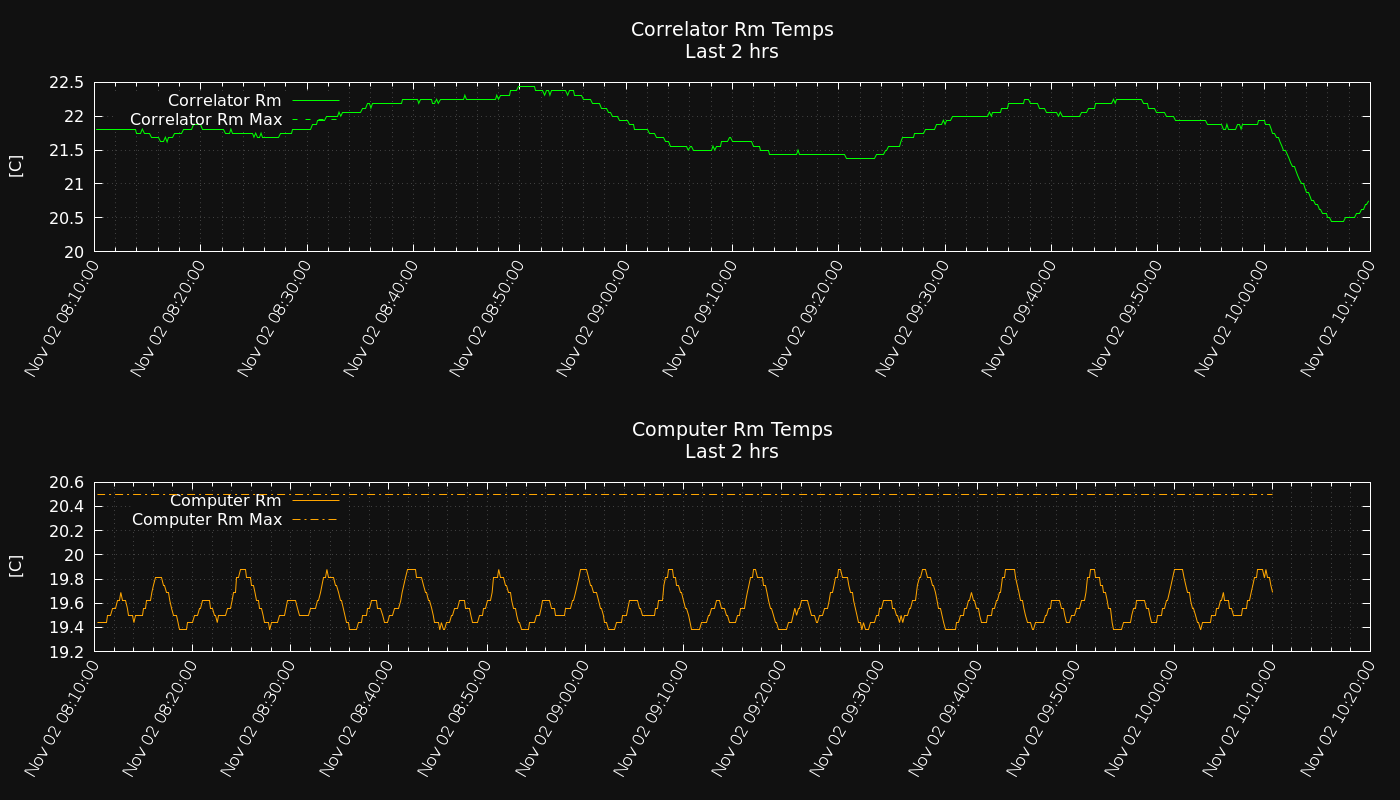 Correlator Rm Temps
Last 2 hrs
22.5
22
21.5
21
20.5
20
[C]
Correlator Rm
Correlator Rm Max
Nov 02 08:10:00
Nov 02 08:20:00
Nov 02 08:30:00
Nov 02 08:40:00
Nov 02 08:50:00
Nov 02 09:00:00
Nov 02 09:10:00
Nov 02 09:20:00
Nov 02 09:30:00
Nov 02 09:40:00
Nov 02 09:50:00
Nov 02 10:00:00
Nov 02 10:10:00
Computer Rm Temps
Last 2 hrs
20.6
20.4
20.2
20
19.8
19.6
19.4
19.2
[C]
Computer Rm
Computer Rm Max
Nov 02 08:10:00
Nov 02 08:20:00
Nov 02 08:30:00
Nov 02 08:40:00
Nov 02 08:50:00
Nov 02 09:00:00
Nov 02 09:10:00
Nov 02 09:20:00
Nov 02 09:30:00
Nov 02 09:40:00
Nov 02 09:50:00
Nov 02 10:00:00
Nov 02 10:10:00
Nov 02 10:20:00